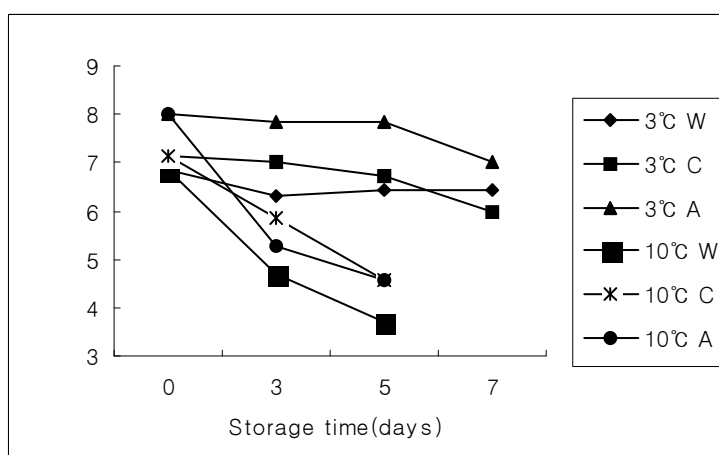 9
8
7
6
5
4
3
0 3 5 7
Storage time(days)
3℃ W
3℃ C
3℃ A
10℃ W
10℃ C
10℃ A